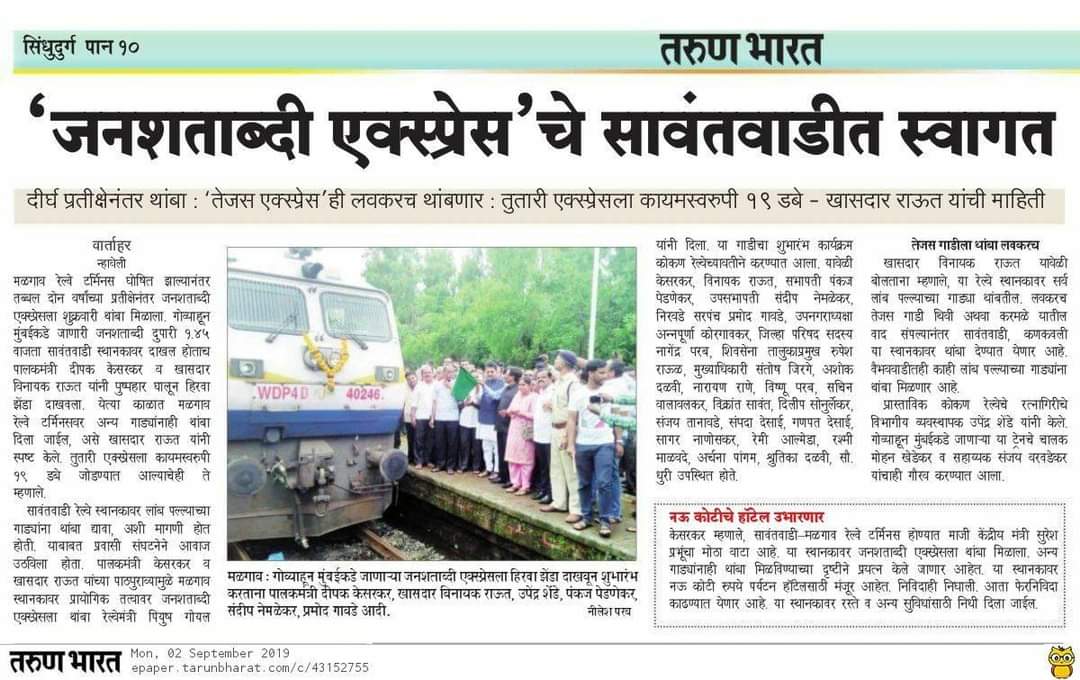 सिंधुदुर्ग पान १०
तरुण भारत
‘जनशताब्दी एक्स्प्रेस’चे सावंतवाडीत स्वागत
दीर्घ प्रतीक्षेनंतर थांबा : ‘तेजस एक्स्प्रेस’ही लवकरच थांबणार : तुतारी एक्स्प्रेसला कायमस्वरुपी १९ डबे – खासदार राऊत यांची माहिती
वार्ताहर
न्हावेली
मळगाव रेल्वे टर्मिनस घोषित झाल्यानंतर
तब्बल दोन वर्षांच्या प्रतीक्षेनंतर जनशताब्दी
एक्स्प्रेसला शुक्रवारी थांबा मिळाला. गोव्याहून
मुंबईकडे जाणारी जनशताब्दी दुपारी १.४५
वाजता सावंतवाडी स्थानकावर दाखल होताच
पालकमंत्री दीपक केसरकर व खासदार
विनायक राऊत यांनी पुष्पहार घालून हिरवा
झेंडा दाखवला. येत्या काळात मळगाव
रेल्वे टर्मिनसवर अन्य गाड्यांनाही थांबा
दिला जाईल, असे खासदार राऊत यांनी
स्पष्ट केले. तुतारी एक्स्प्रेसला कायमस्वरुपी
१९ डबे जोडण्यात आल्याचेही ते
म्हणाले.
सावंतवाडी रेल्वे स्थानकावर लांब पल्ल्याच्या
गाड्यांना थांबा द्यावा, अशी मागणी होत
होती. याबाबत प्रवासी संघटनेने आवाज
उठविला होता. पालकमंत्री केसरकर व
खासदार राऊत यांच्या पाठपुराव्यामुळे मळगाव
स्थानकावर प्रायोगिक तत्वावर जनशताब्दी
एक्स्प्रेसला थांबा रेल्वेमंत्री पियुष गोयल
WDP4D 40246
मळगाव : गोव्याहून मुंबईकडे जाणाऱ्या जनशताब्दी एक्स्प्रेसला हिरवा झेंडा दाखवून शुभारंभ
करताना पालकमंत्री दीपक केसरकर, खासदार विनायक राऊत, उपेंद्र शेंडे, पंकज पेडणेकर,
संदीप नेमळेकर, प्रमोद गावडे आदी. नीलेश परब
यांनी दिला. या गाडीचा शुभारंभ कार्यक्रम
कोकण रेल्वेच्यावतीने करण्यात आला. यावेळी
केसरकर, विनायक राऊत, सभापती पंकज
पेडणेकर, उपसभापती संदीप नेमळेकर,
निरवडे सरपंच प्रमोद गावडे, उपनगराध्यक्षा
अन्नपूर्णा कोरगावकर, जिल्हा परिषद सदस्य
नागेंद्र परब, शिवसेना तालुकाप्रमुख रुपेश
राऊळ, मुख्याधिकारी संतोष जिरगे, अशोक
दळवी, नारायण राणे, विष्णू परब, सचिन
वालावलकर, विक्रांत सावंत, दिलीप सोनुर्लेकर,
संजय तानावडे, संपदा देसाई, गणपत देसाई,
सागर नाणोसकर, रेमी आल्मेडा, रश्मी
माळवदे, अर्चना पांगम, श्रुतिका दळवी, सौ.
धुरी उपस्थित होते.
तेजस गाडीला थांबा लवकरच
खासदार विनायक राऊत यावेळी
बोलताना म्हणाले, या रेल्वे स्थानकावर सर्व
लांब पल्ल्याच्या गाड्या थांबतील. लवकरच
तेजस गाडी थिवी अथवा करमळे यातील
वाद संपल्यानंतर सावंतवाडी, कणकवली
या स्थानकावर थांबा देण्यात येणार आहे.
वैभववाडीतही काही लांब पल्ल्याच्या गाड्यांना
थांबा मिळणार आहे.
प्रास्ताविक कोकण रेल्वेचे रत्नागिरीचे
विभागीय व्यवस्थापक उपेंद्र शेंडे यांनी केले.
गोव्याहून मुंबईकडे जाणाऱ्या या ट्रेनचे चालक
मोहन खेडेकर व सहाय्यक संजय वरवडेकर
यांचाही गौरव करण्यात आला.
नऊ कोटीचे हॉटेल उभारणार
केसरकर म्हणाले, सावंतवाडी–मळगाव रेल्वे टर्मिनस होण्यात माजी केंद्रीय मंत्री सुरेश
प्रभूंचा मोठा वाटा आहे. या स्थानकावर जनशताब्दी एक्स्प्रेसला थांबा मिळाला. अन्य
गाड्यांनाही थांबा मिळविण्याच्या दृष्टीने प्रयत्न केले जाणार आहेत. या स्थानकावर
नऊ कोटी रुपये पर्यटन हॉटेलसाठी मंजूर आहेत. निविदाही निघाली. आता फेरनिविदा
काढण्यात येणार आहे. या स्थानकावर रस्ते व अन्य सुविधांसाठी निधी दिला जाईल.
तरुण भारत
Mon, 02 September 2019
epaper.tarunbharat.com/c/43152755